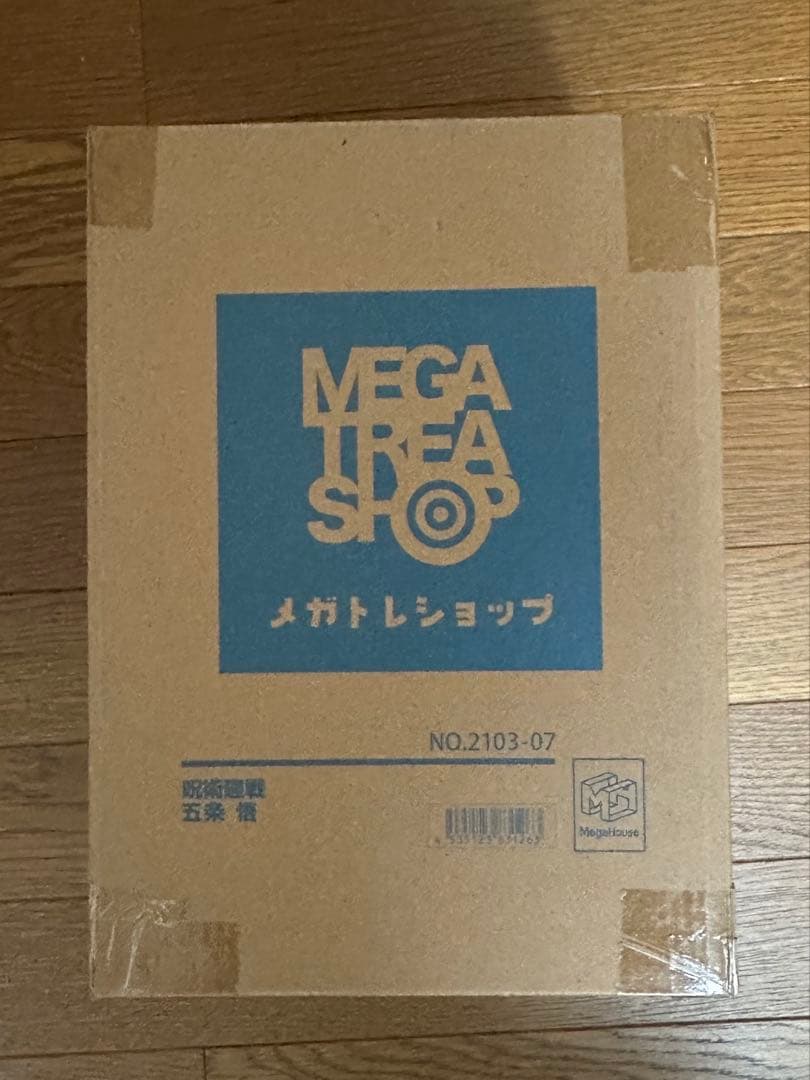 MEGA
TREA
SHOP
メガトレショップ
NO.2103-07
呪術廻戦
五条 悟
MegaHouse